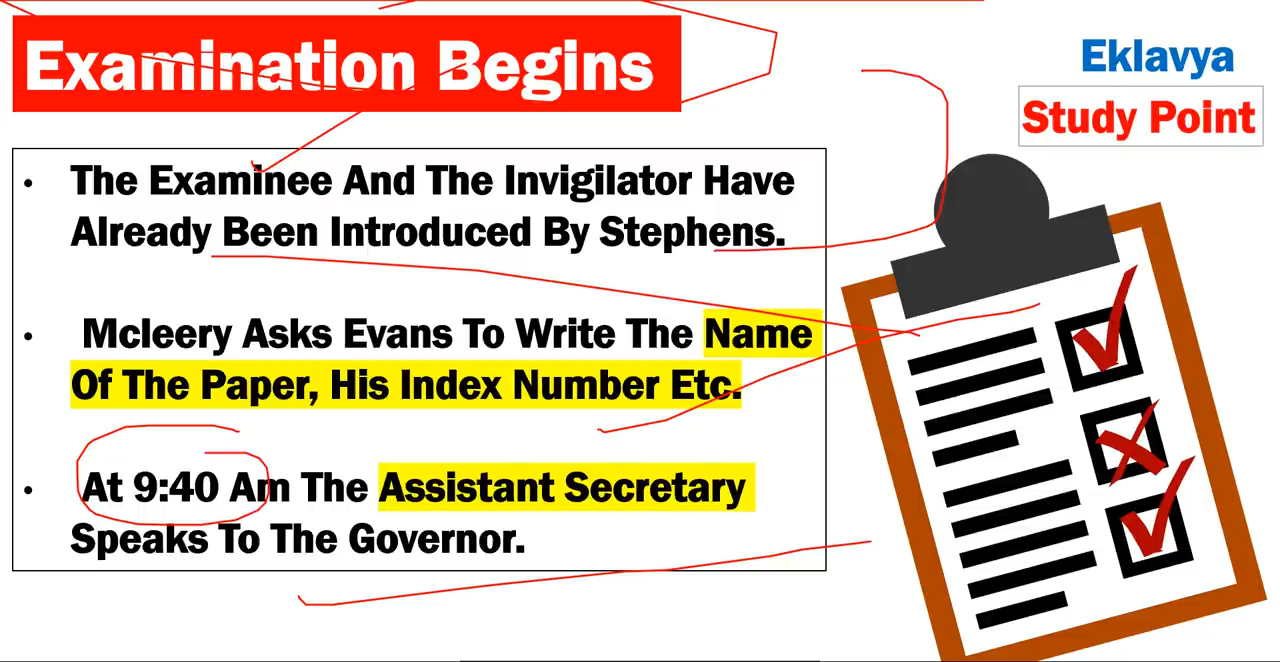 Examination Begins
Eklavya
Study Point
• The Examinee And The Invigilator Have
Already Been Introduced By Stephens.
• Mcleery Asks Evans To Write The Name
Of The Paper, His Index Number Etc.
• At 9:40 Am The Assistant Secretary
Speaks To The Governor.